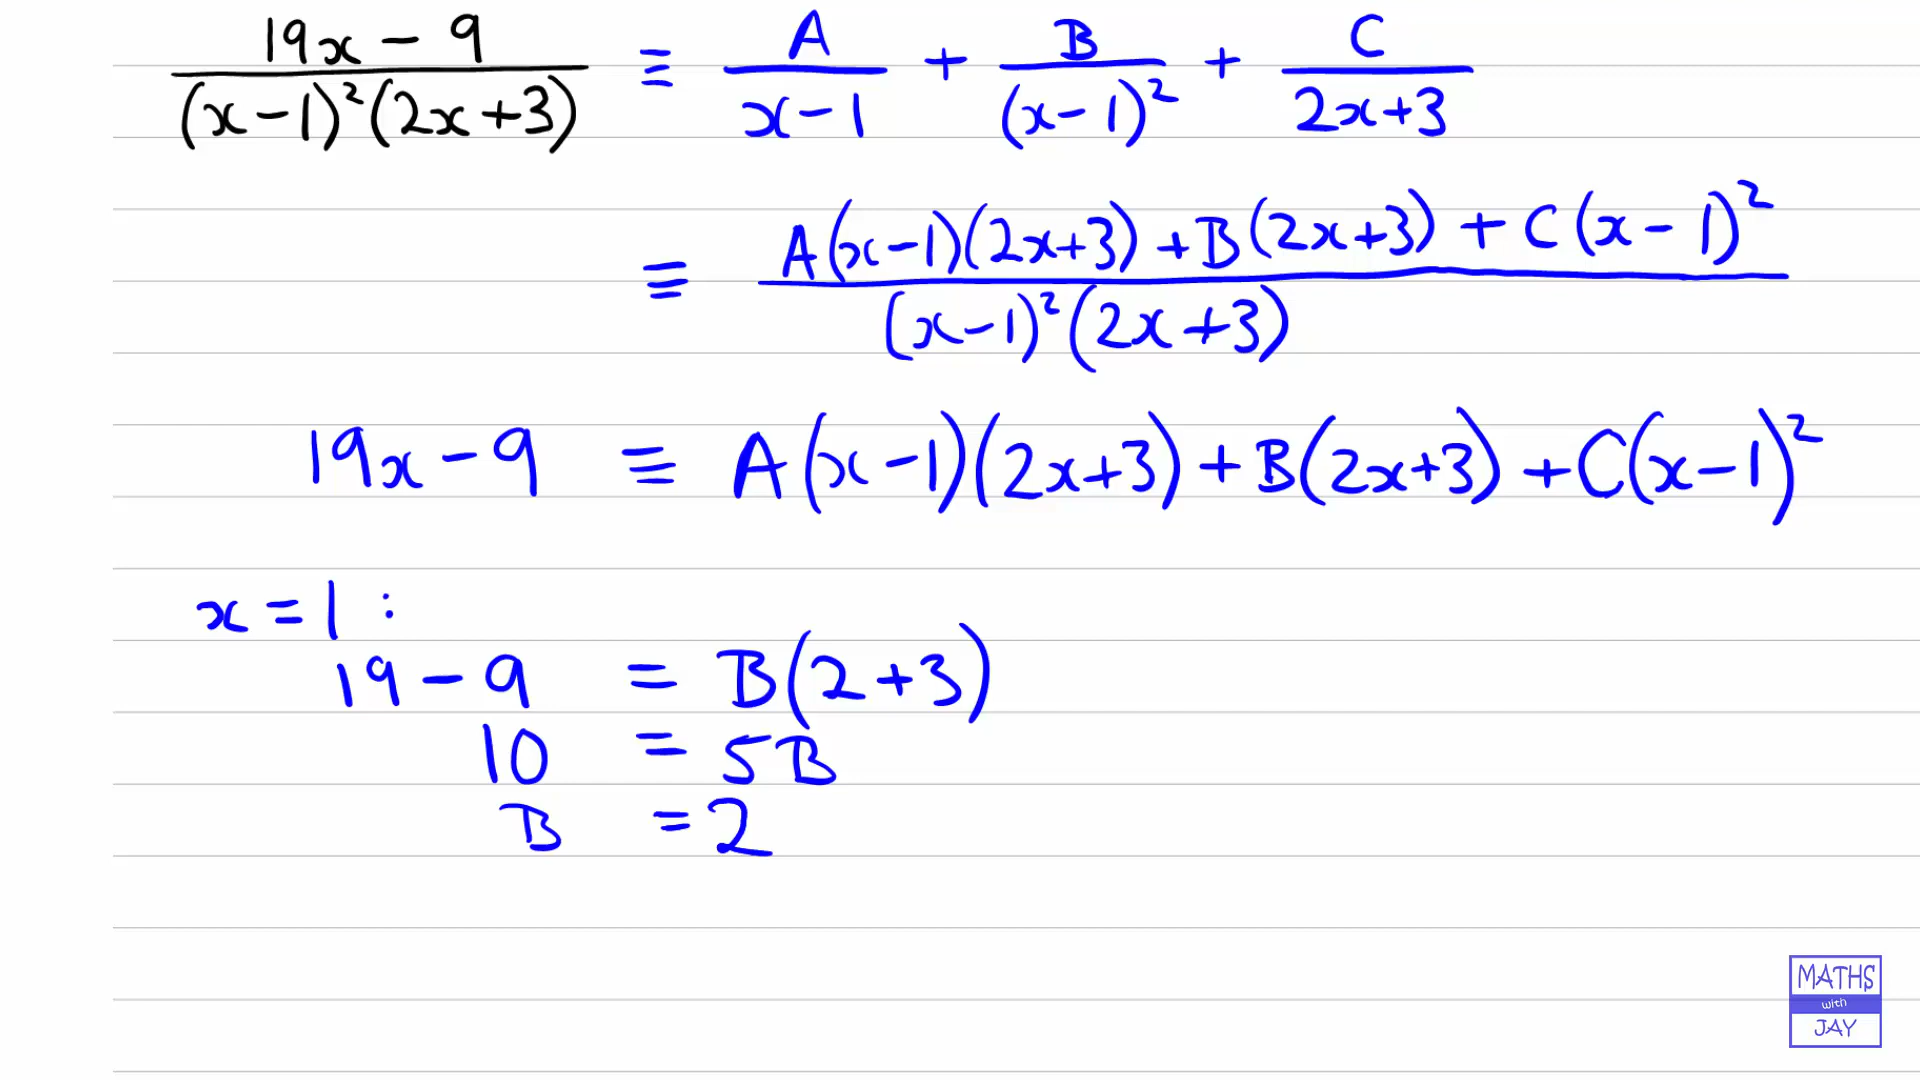 19x - 9 / (x-1)²(2x+3) ≡ A / x-1 + B / (x-1)² + C / 2x+3
≡ A(x-1)(2x+3) + B(2x+3) + C(x-1)² / (x-1)²(2x+3)
19x - 9 ≡ A(x-1)(2x+3) + B(2x+3) + C(x-1)²
x = 1 :
19 - 9 = B(2+3)
10 = 5B
B = 2
MATHS
with
JAY